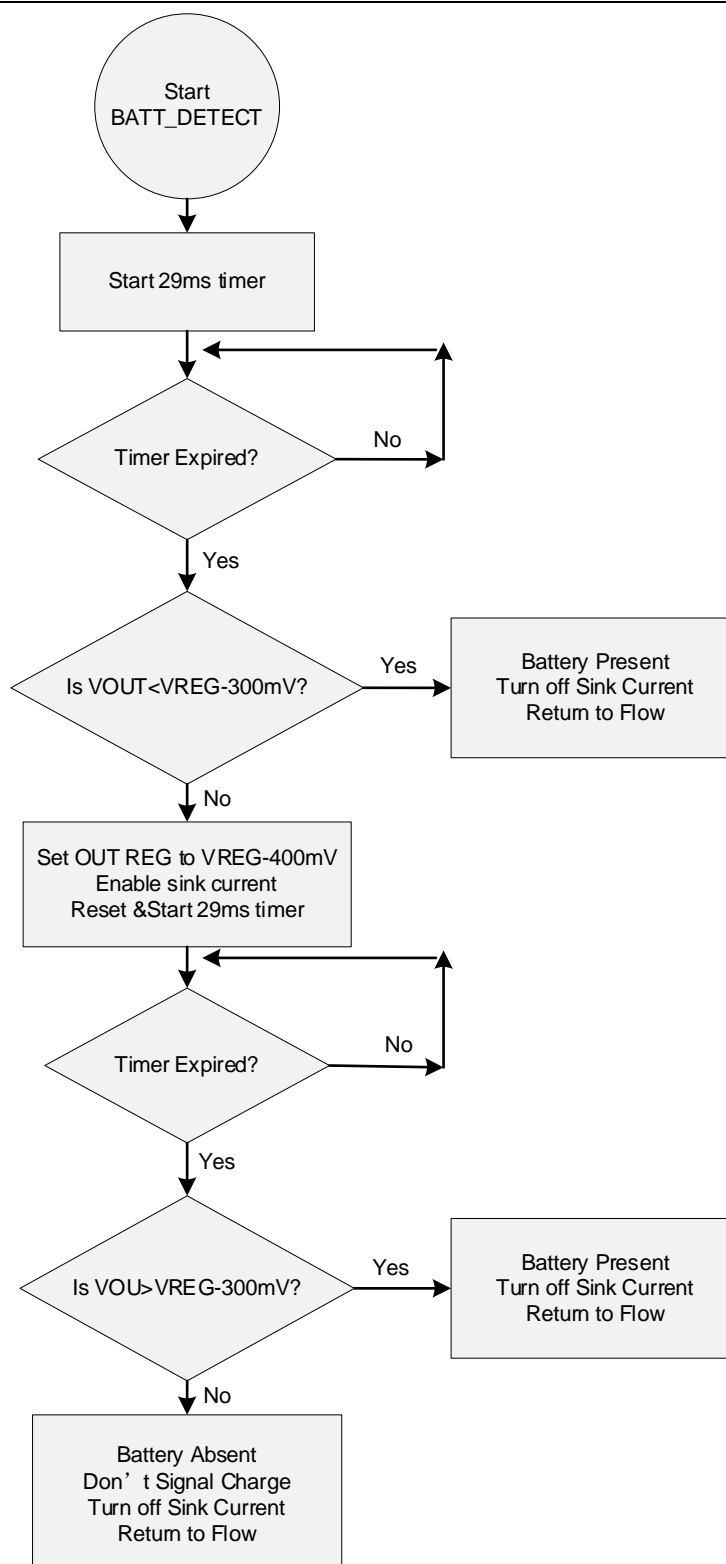 Start
BATT_DETECT
Start 29ms timer
Timer Expired?
No
Yes
Is VOUT<VREG-300mV?
Yes
Battery Present
Turn off Sink Current
Return to Flow
No
Set OUT REG to VREG-400mV
Enable sink current
Reset &Start 29ms timer
Timer Expired?
No
Yes
Is VOU>VREG-300mV?
Yes
Battery Present
Turn off Sink Current
Return to Flow
No
Battery Absent
Don’t Signal Charge
Turn off Sink Current
Return to Flow